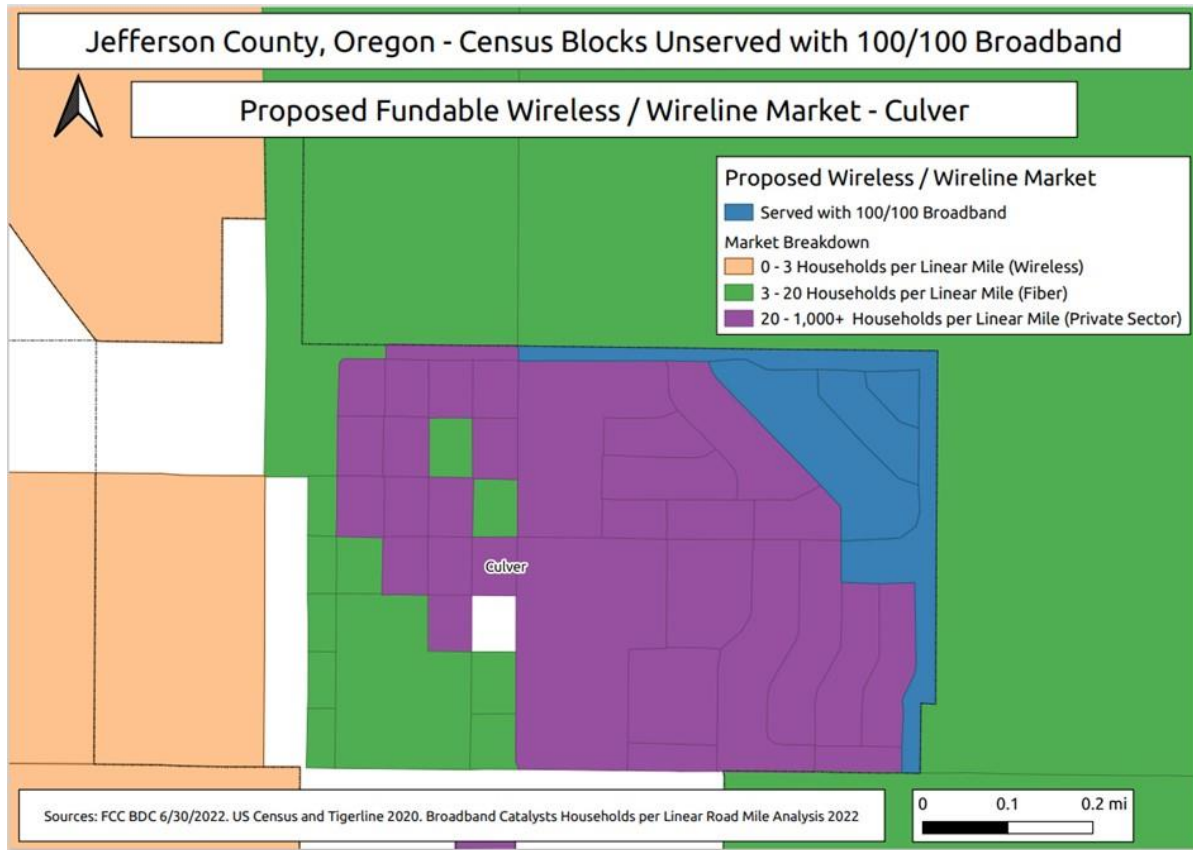 Jefferson County, Oregon - Census Blocks Unserved with 100/100 Broadband
Proposed Fundable Wireless / Wireline Market - Culver
Proposed Wireless / Wireline Market
Served with 100/100 Broadband
Market Breakdown
0 - 3 Households per Linear Mile (Wireless)
3 - 20 Households per Linear Mile (Fiber)
20 - 1,000+ Households per Linear Mile (Private Sector)
Culver
Sources: FCC BDC 6/30/2022. US Census and Tigerline 2020. Broadband Catalysts Households per Linear Road Mile Analysis 2022
0 0.1 0.2 mi